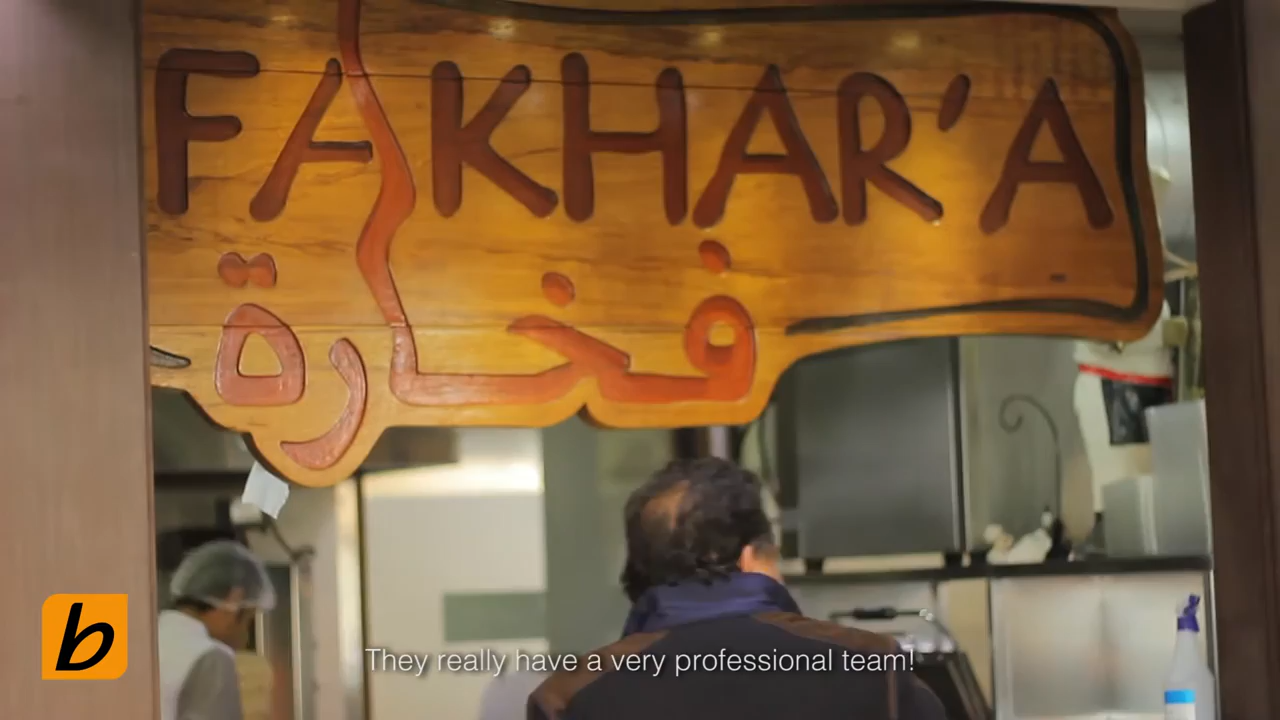 FAKHAR'A
فخارة
b
They really have a very professional team!